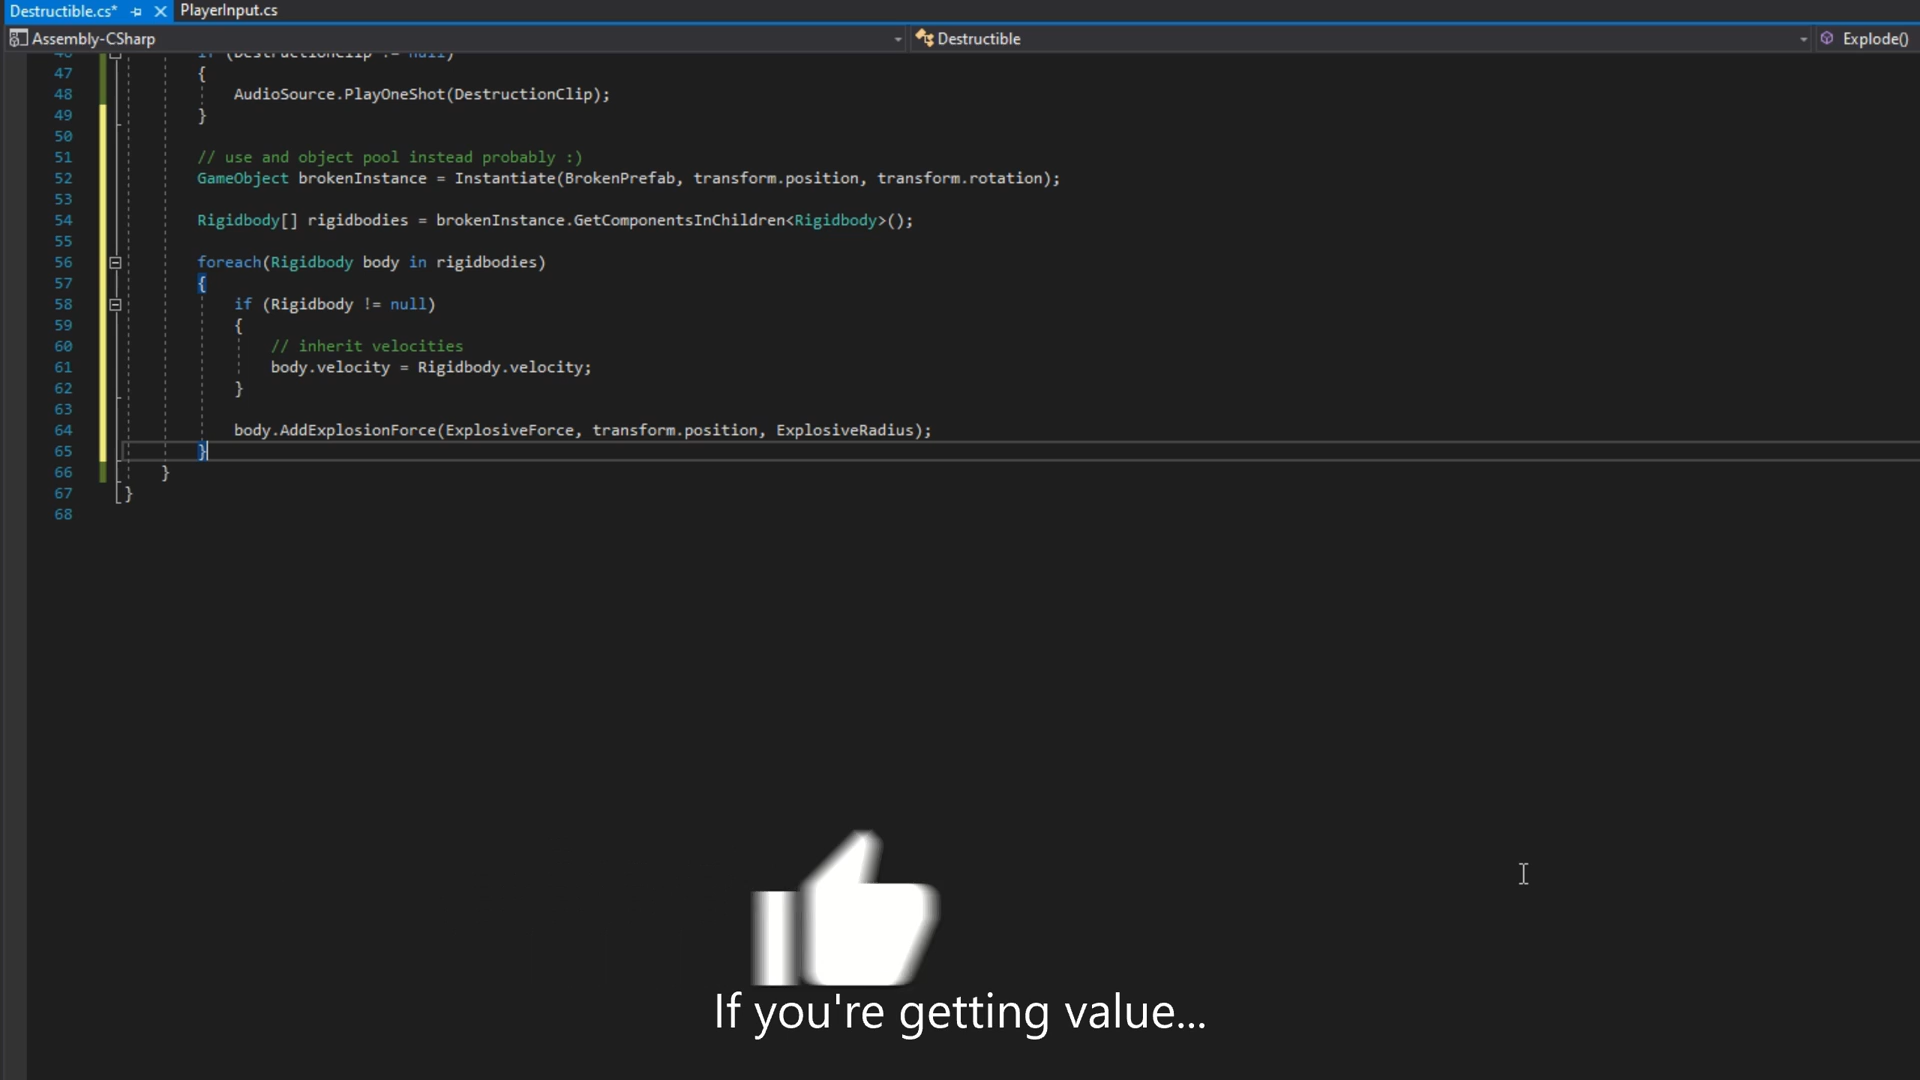 Destructible.cs* PlayerInput.cs
Assembly-CSharp Destructible Explode()
46 if (DestructionClip != null)
47 {
48 AudioSource.PlayOneShot(DestructionClip);
49 }
50
51 // use and object pool instead probably :)
52 GameObject brokenInstance = Instantiate(BrokenPrefab, transform.position, transform.rotation);
53
54 Rigidbody[] rigidbodies = brokenInstance.GetComponentsInChildren<Rigidbody>();
55
56 foreach(Rigidbody body in rigidbodies)
57 {
58 if (Rigidbody != null)
59 {
60 // inherit velocities
61 body.velocity = Rigidbody.velocity;
62 }
63
64 body.AddExplosionForce(ExplosiveForce, transform.position, ExplosiveRadius);
65 }
66 }
67 }
68
If you're getting value...